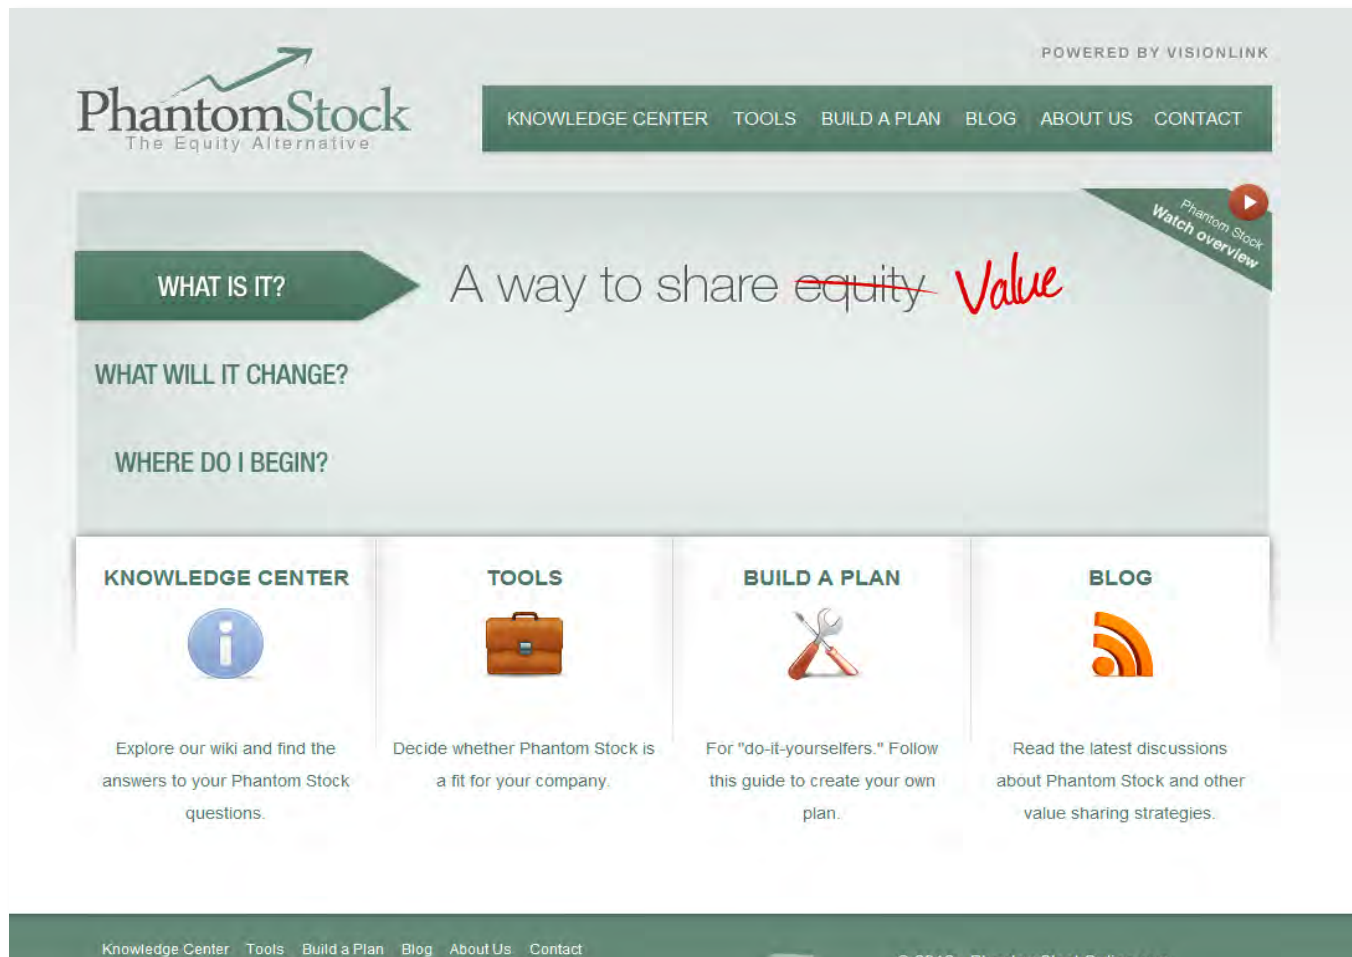 POWERED BY VISIONLINK
PhantomStock
The Equity Alternative
KNOWLEDGE CENTER TOOLS BUILD A PLAN BLOG ABOUT US CONTACT
Phantom Stock
Watch overview
WHAT IS IT?
A way to share equity Value
WHAT WILL IT CHANGE?
WHERE DO I BEGIN?
KNOWLEDGE CENTER
Explore our wiki and find the
answers to your Phantom Stock
questions.
TOOLS
Decide whether Phantom Stock is
a fit for your company.
BUILD A PLAN
For "do-it-yourselfers." Follow
this guide to create your own
plan.
BLOG
Read the latest discussions
about Phantom Stock and other
value sharing strategies.
Knowledge Center Tools Build a Plan Blog About Us Contact